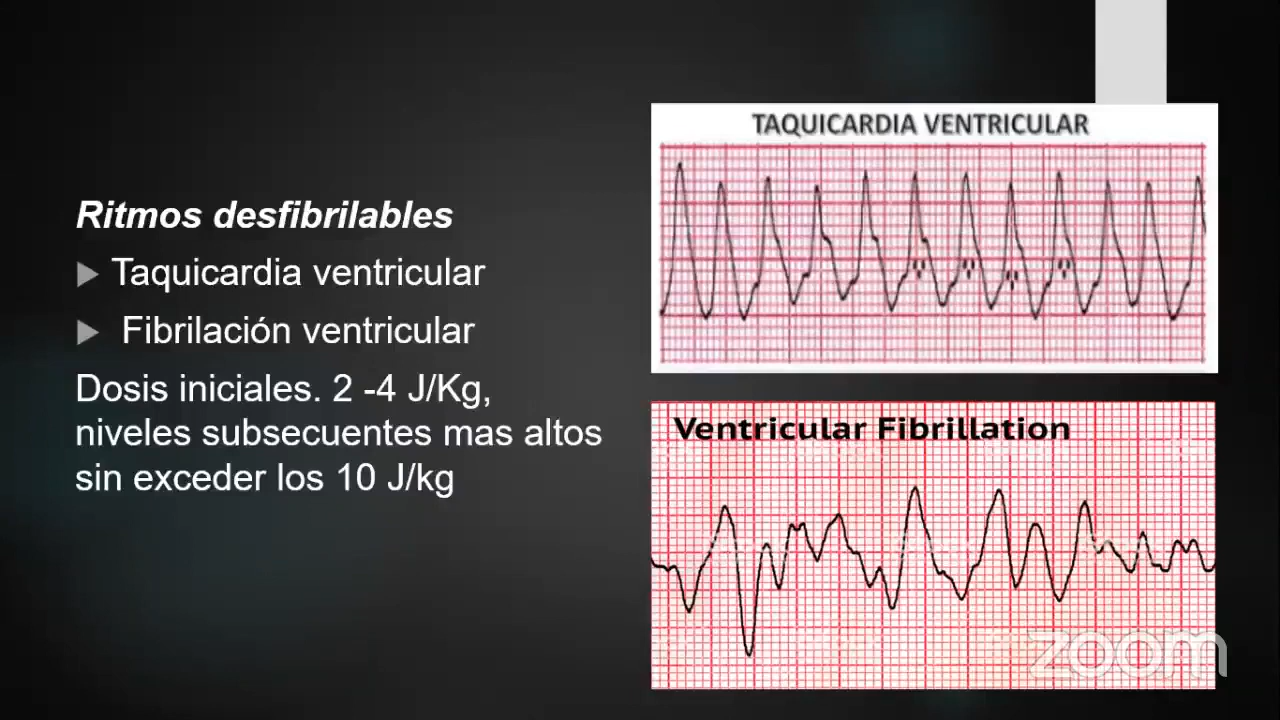 Ritmos desfibrilables
Taquicardia ventricular
Fibrilación ventricular
Dosis iniciales. 2 -4 J/Kg,
niveles subsecuentes mas altos
sin exceder los 10 J/kg
TAQUICARDIA VENTRICULAR
Ventricular Fibrillation
zoom